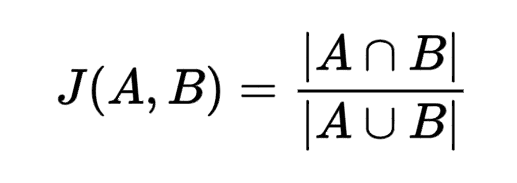 J(A, B) = |A ∩ B| / |A ∪ B|